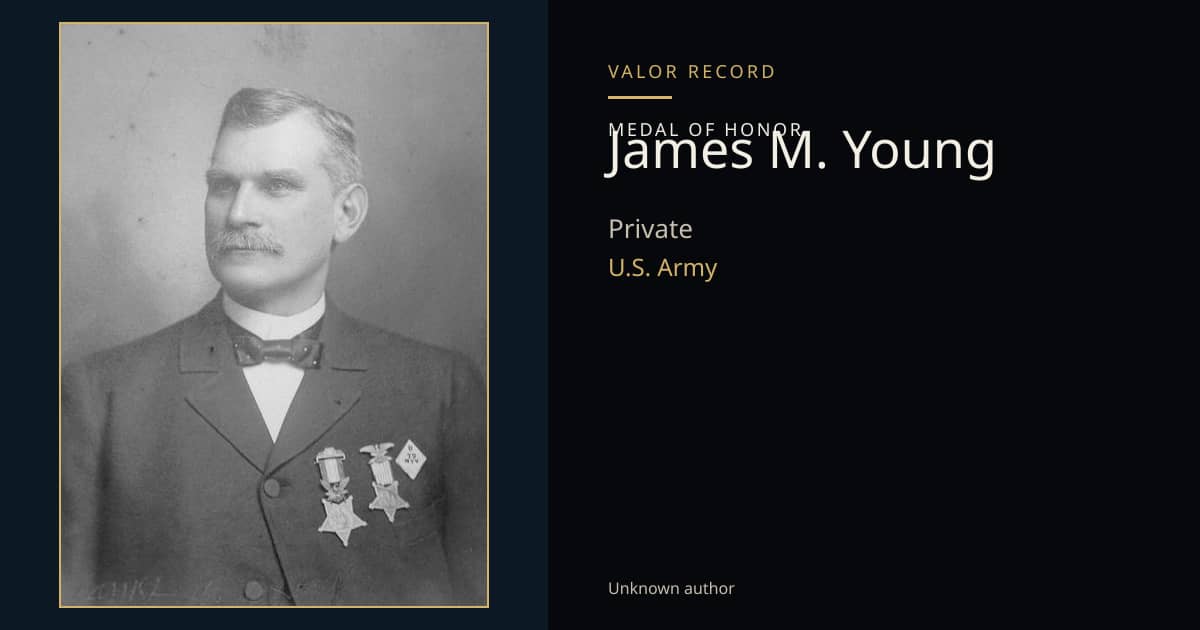 VALOR RECORD
MEDAL OF HONOR
James M. Young
Private
U.S. Army
Unknown author